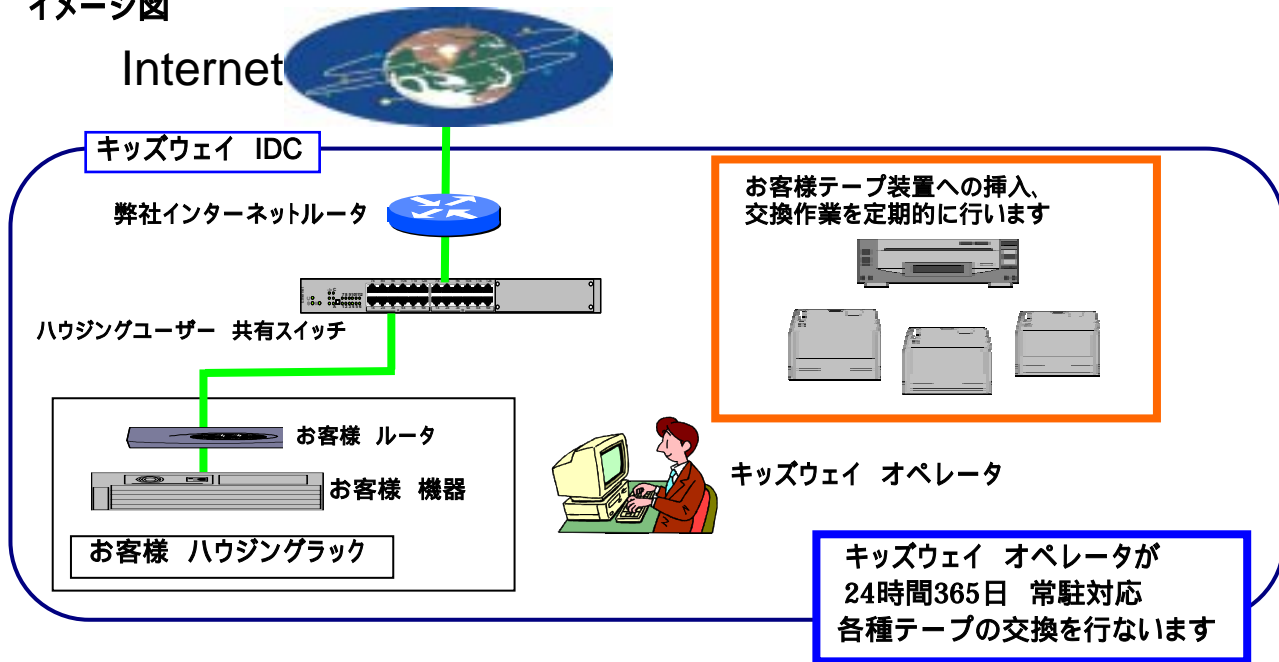 イメージ図
Internet
キッズウェイ　IDC
弊社インターネットルータ
お客様テープ装置への挿入、
交換作業を定期的に行います
ハウジングユーザー　共有スイッチ
お客様　ルータ
お客様　機器
お客様　ハウジングラック
キッズウェイ　オペレータ
キッズウェイ　オペレータが
24時間365日　常駐対応
各種テープの交換を行ないます